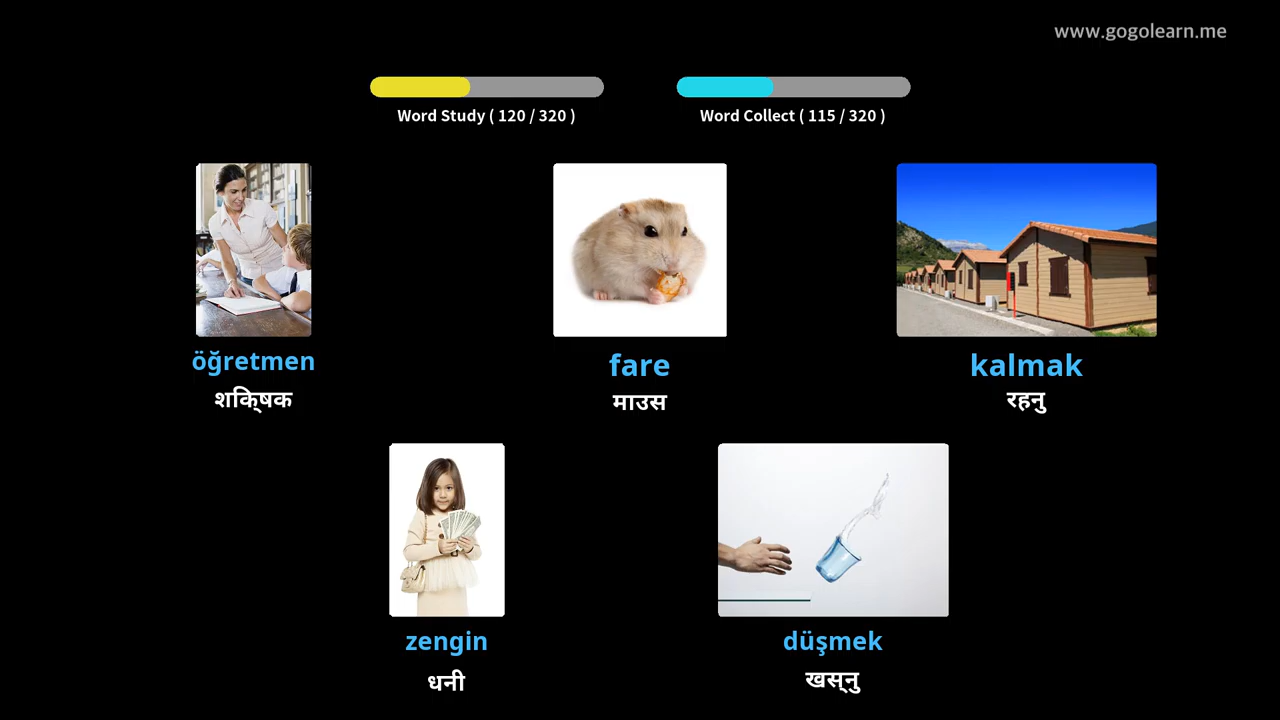 www.gogolearn.me
Word Study ( 120 / 320 )
Word Collect ( 115 / 320 )
öğretmen
शक्षिक
fare
माउस
kalmak
रहनु
zengin
धनी
düşmek
खस्नु